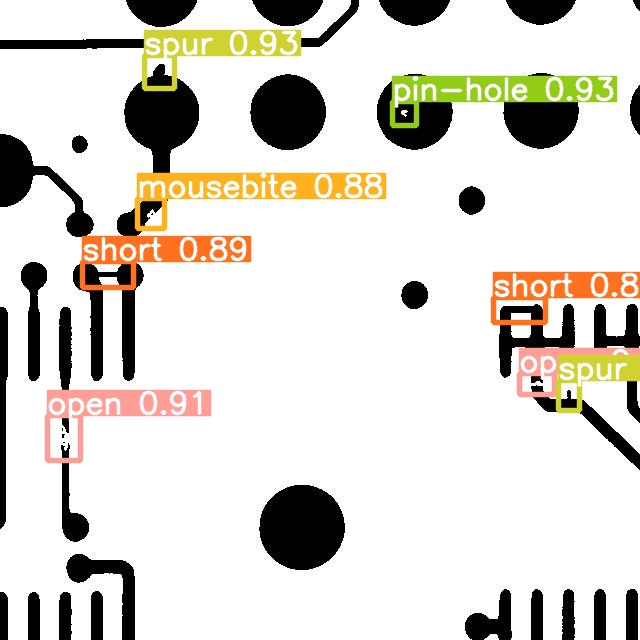 spur 0.93
pin-hole 0.93
mousebite 0.88
short 0.89
short 0.8
op
spur
open 0.91